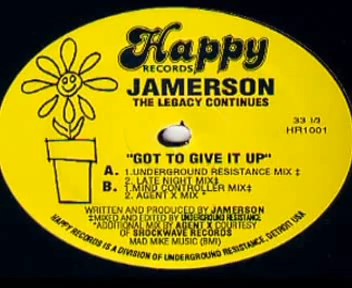 Happy
RECORDS
JAMERSON
THE LEGACY CONTINUES
33 1/3
HR1001
"GOT TO GIVE IT UP"
A. 1.UNDERGROUND RESISTANCE MIX ‡
2. LATE NIGHT MIX‡
B. 1.MIND CONTROLLER MIX‡
2. AGENT X MIX *
WRITTEN AND PRODUCED BY JAMERSON
‡MIXED AND EDITED BY UNDERGROUND RESISTANCE
*ADDITIONAL MIX BY AGENT X COURTESY
OF SHOCKWAVE RECORDS
MAD MIKE MUSIC (BMI)
HAPPY RECORDS IS A DIVISION OF UNDERGROUND RESISTANCE, DETROIT USA